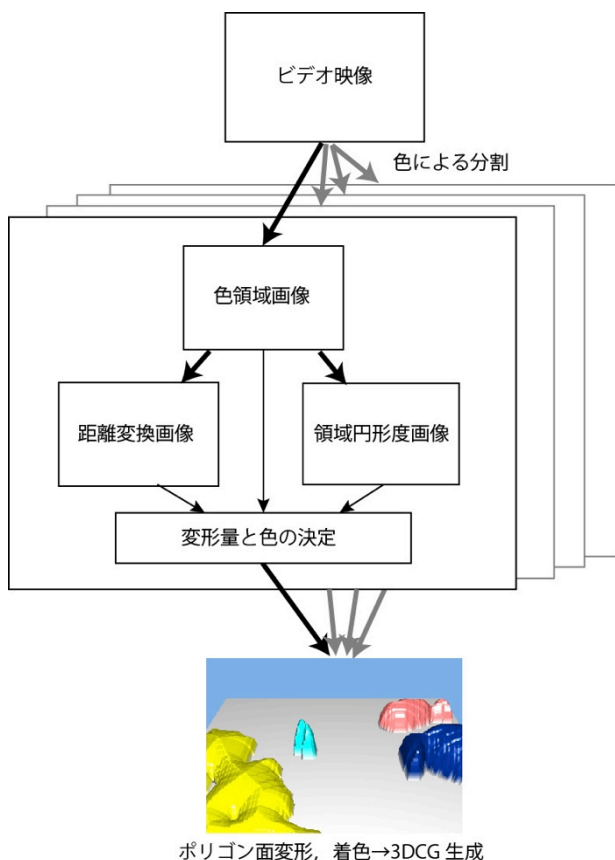 ビデオ映像
色による分割
色領域画像
距離変換画像
領域円形度画像
変形量と色の決定
ポリゴン面変形，着色→3DCG 生成